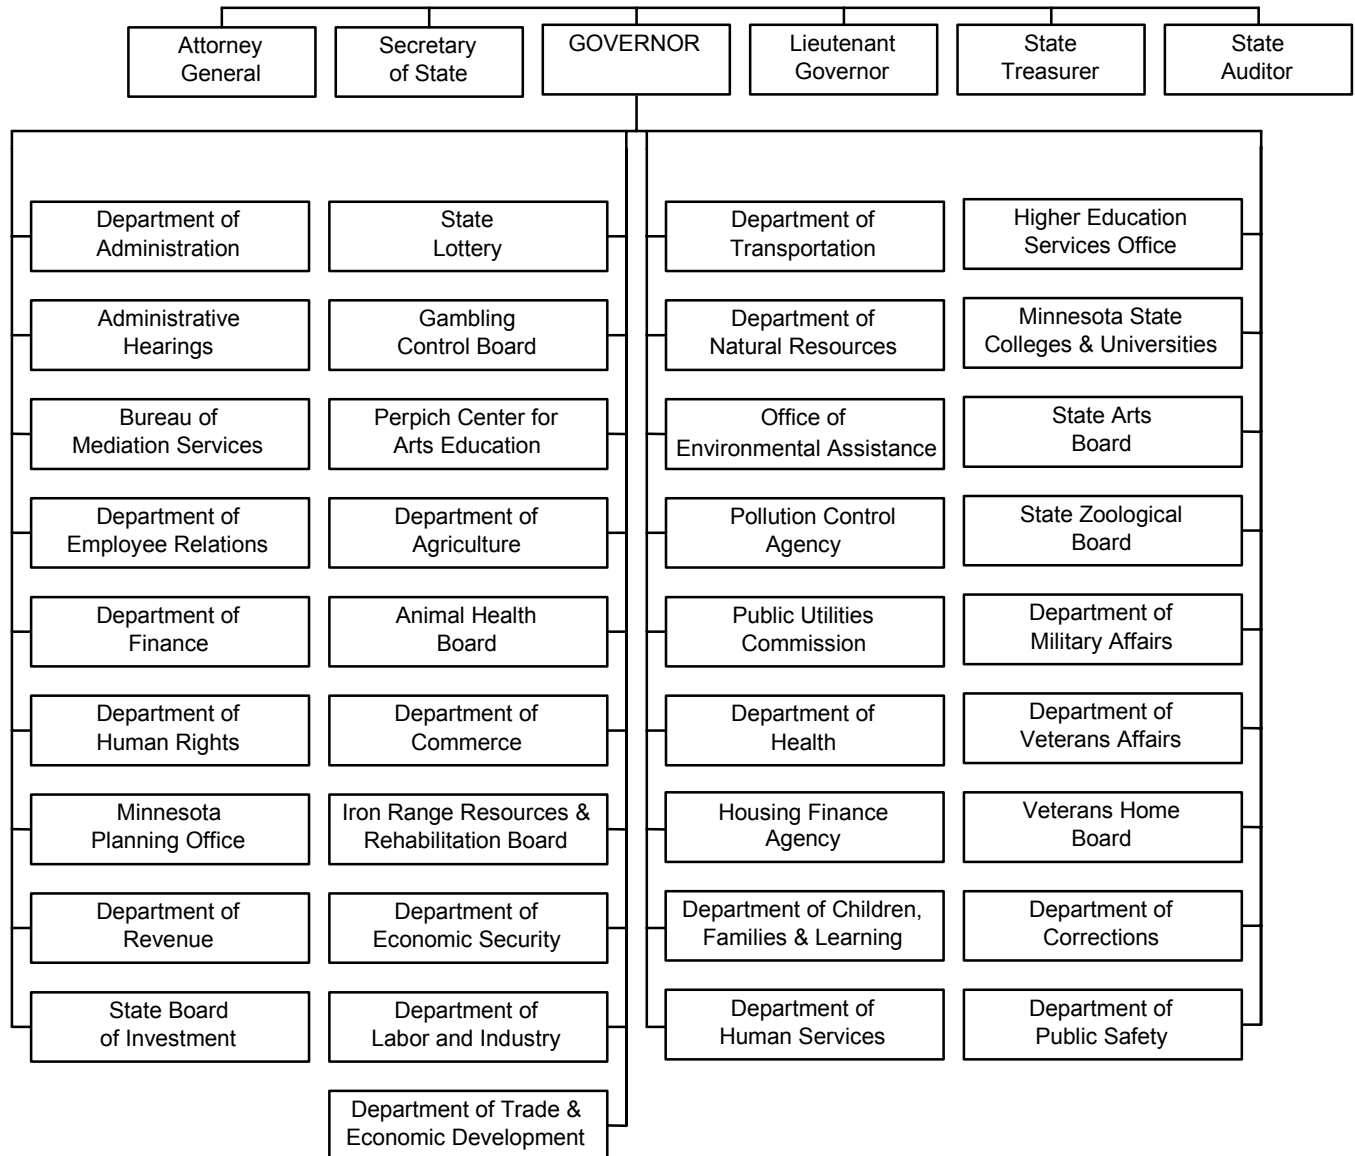 Attorney
General
Secretary
of State
GOVERNOR
Lieutenant
Governor
State
Treasurer
State
Auditor
Department of
Administration
State
Lottery
Department of
Transportation
Higher Education
Services Office
Administrative
Hearings
Gambling
Control Board
Department of
Natural Resources
Minnesota State
Colleges & Universities
Bureau of
Mediation Services
Perpich Center for
Arts Education
Office of
Environmental Assistance
State Arts
Board
Department of
Employee Relations
Department of
Agriculture
Pollution Control
Agency
State Zoological
Board
Department of
Finance
Animal Health
Board
Public Utilities
Commission
Department of
Military Affairs
Department of
Human Rights
Department of
Commerce
Department of
Health
Department of
Veterans Affairs
Minnesota
Planning Office
Iron Range Resources &
Rehabilitation Board
Housing Finance
Agency
Veterans Home
Board
Department of
Revenue
Department of
Economic Security
Department of Children,
Families & Learning
Department of
Corrections
State Board
of Investment
Department of
Labor and Industry
Department of
Human Services
Department of
Public Safety
Department of Trade &
Economic Development